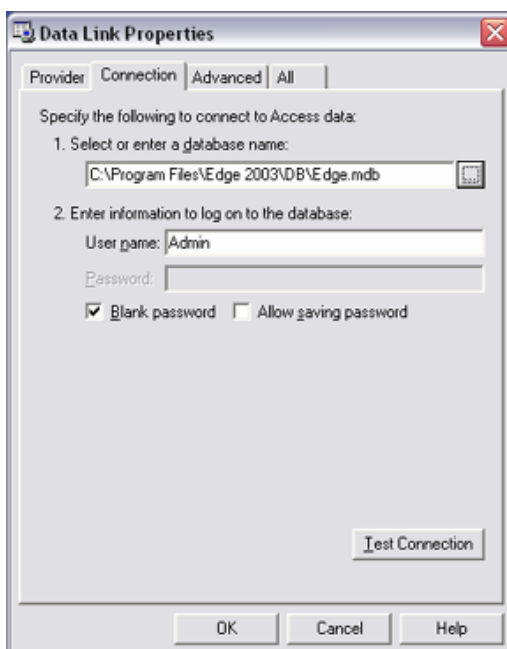 Data Link Properties
Provider Connection Advanced All
Specify the following to connect to Access data:
1. Select or enter a database name:
C:\Program Files\Edge 2003\DB\Edge.mdb ...
2. Enter information to log on to the database:
User name: Admin
Password:
Blank password Allow saving password
Test Connection
OK Cancel Help